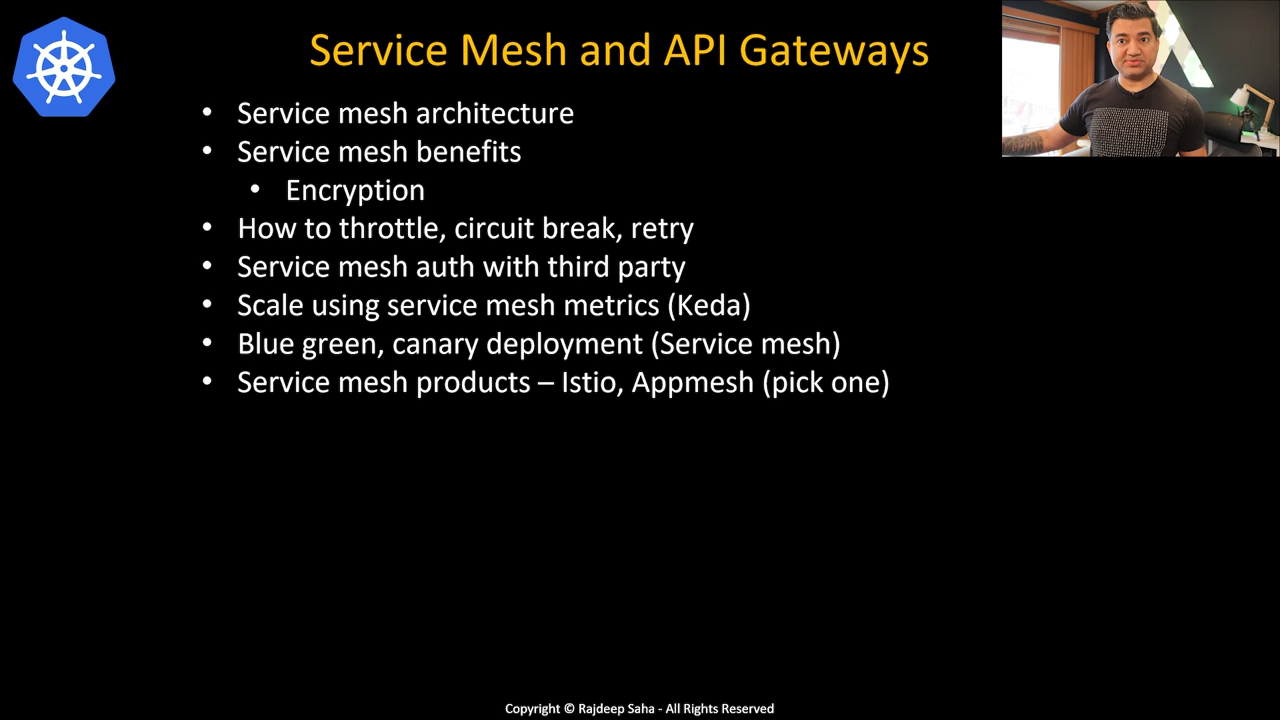 Service Mesh and API Gateways
• Service mesh architecture
• Service mesh benefits
• Encryption
• How to throttle, circuit break, retry
• Service mesh auth with third party
• Scale using service mesh metrics (Keda)
• Blue green, canary deployment (Service mesh)
• Service mesh products – Istio, Appmesh (pick one)
Copyright © Rajdeep Saha - All Rights Reserved